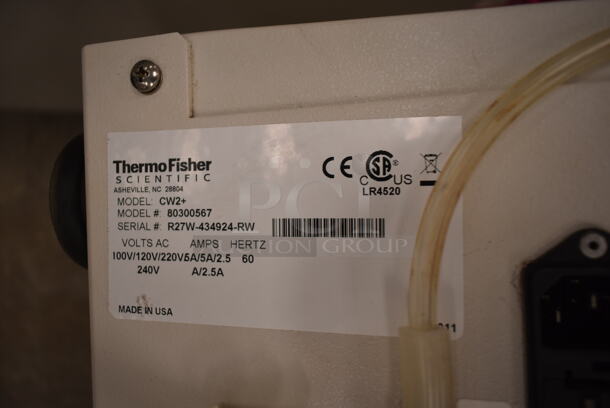 ThermoFisher
SCIENTIFIC
ASHEVILLE, NC 28804
MODEL: CW2+
MODEL #: 80300567
SERIAL #: R27W-434924-RW
VOLTS AC AMPS HERTZ
100V/120V/220V/5A/5A/2.5 60
240V A/2.5A
MADE IN USA
CE
C SA ® US
LR4520
PCI
AUCTION GROUP